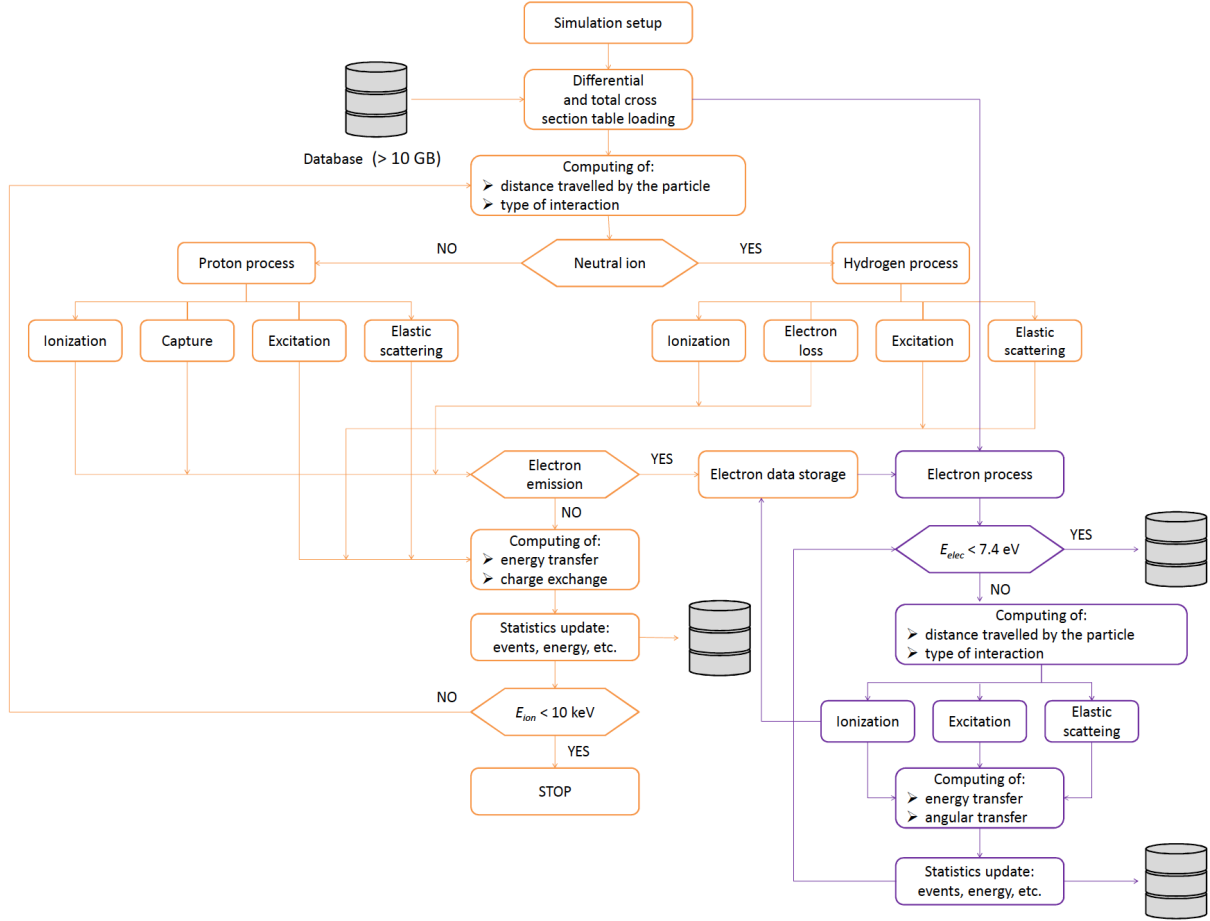 Simulation setup
Differential
and total cross
section table loading
Database (> 10 GB)
Computing of:
➢ distance travelled by the particle
➢ type of interaction
NO
YES
Proton process
Neutral ion
Hydrogen process
Ionization
Capture
Excitation
Elastic
scattering
Ionization
Electron
loss
Excitation
Elastic
scattering
Electron
emission
YES
Electron data storage
Electron process
NO
Computing of:
➢ energy transfer
➢ charge exchange
E_elec < 7.4 eV
YES
NO
Statistics update:
events, energy, etc.
Computing of:
➢ distance travelled by the particle
➢ type of interaction
NO
E_ion < 10 keV
YES
STOP
Ionization
Excitation
Elastic
scatteing
Computing of:
➢ energy transfer
➢ angular transfer
Statistics update:
events, energy, etc.